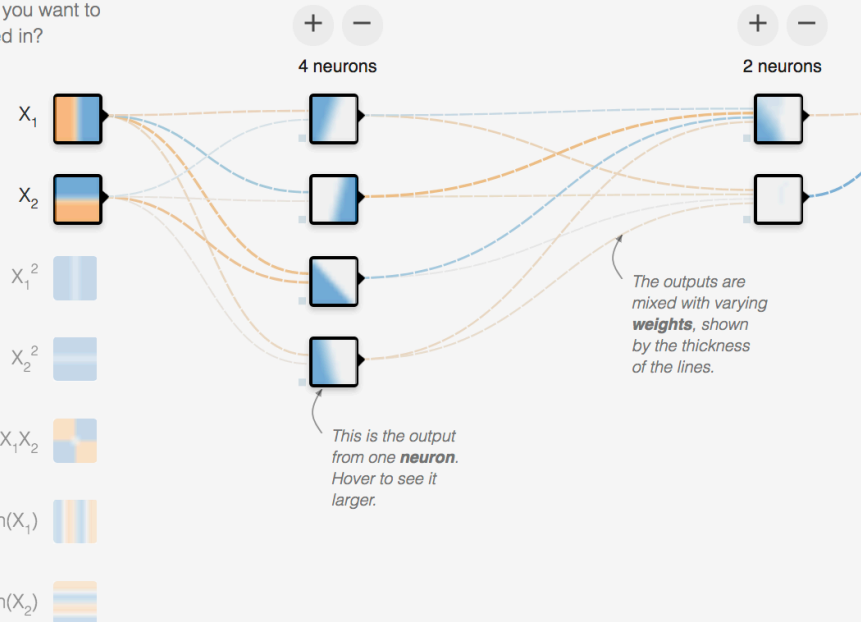 you want to
d in?
+ −
+ −
4 neurons
2 neurons
X1
X2
X1²
X2²
X1X2
n(X1)
n(X2)
The outputs are
mixed with varying
weights, shown
by the thickness
of the lines.
This is the output
from one neuron.
Hover to see it
larger.